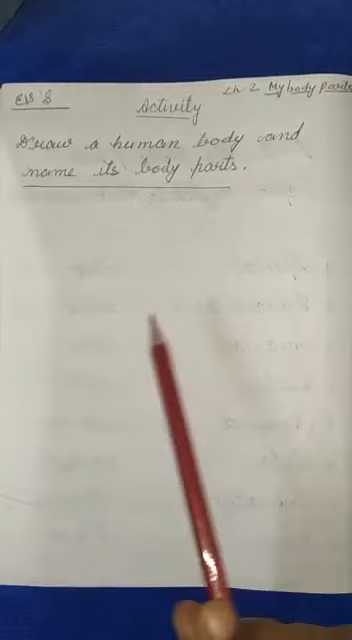 EVS
Ch 2 My body parts
Activity
Draw a human body and
name its body parts.